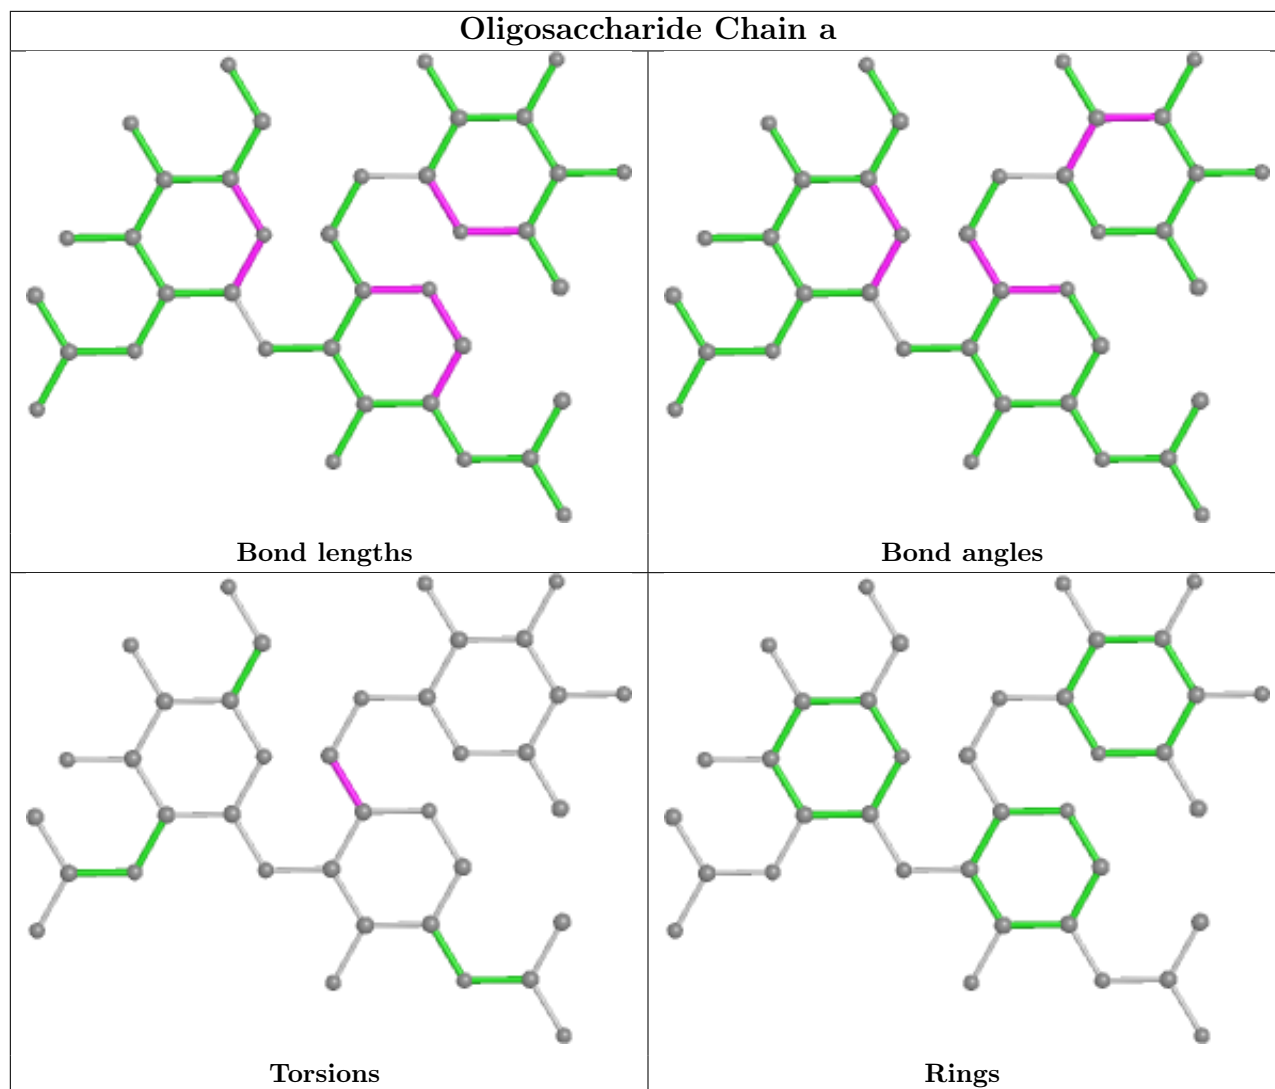 Oligosaccharide Chain a
Bond lengths
Bond angles
Torsions
Rings